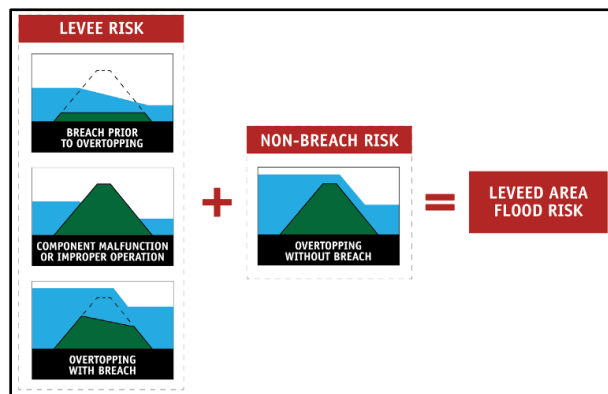 LEVEE RISK
BREACH PRIOR
TO OVERTOPPING
COMPONENT MALFUNCTION
OR IMPROPER OPERATION
OVERTOPPING
WITH BREACH
+
NON-BREACH RISK
OVERTOPPING
WITHOUT BREACH
=
LEVEED AREA
FLOOD RISK